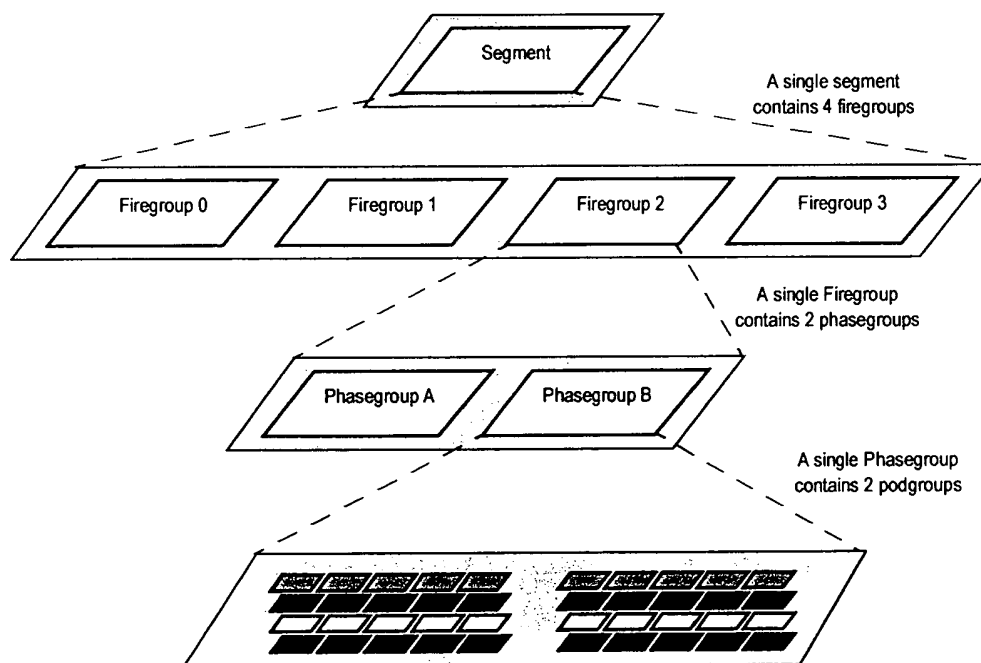 Segment
A single segment
contains 4 firegroups
Firegroup 0
Firegroup 1
Firegroup 2
Firegroup 3
A single Firegroup
contains 2 phasegroups
Phasegroup A
Phasegroup B
A single Phasegroup
contains 2 podgroups